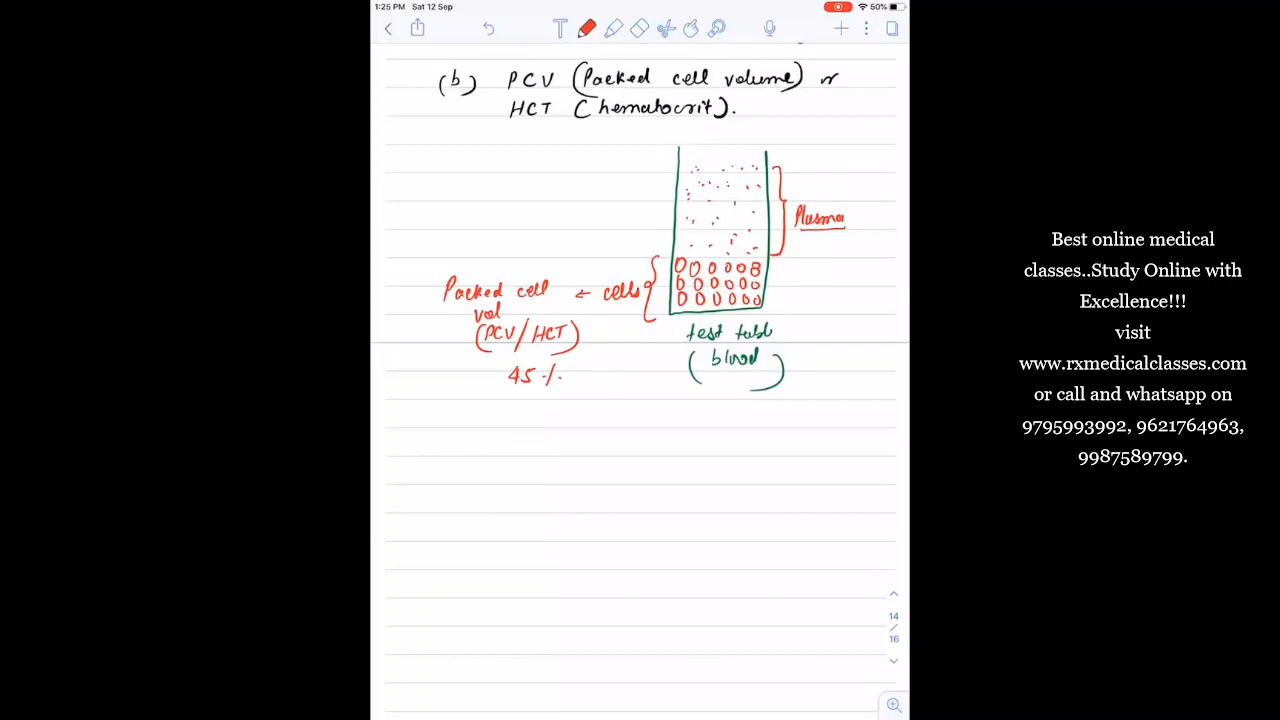 1:25 PM Sat 12 Sep
50%
(b) PCV (Packed cell volume) or
HCT (hematocrit).
Plasma
Packed cell ← cells
vol
(PCV/HCT)
45 %
test tube
(blood)
14
/
16
Best online medical
classes..Study Online with
Excellence!!!
visit
www.rxmedicalclasses.com
or call and whatsapp on
9795993992, 9621764963,
9987589799.